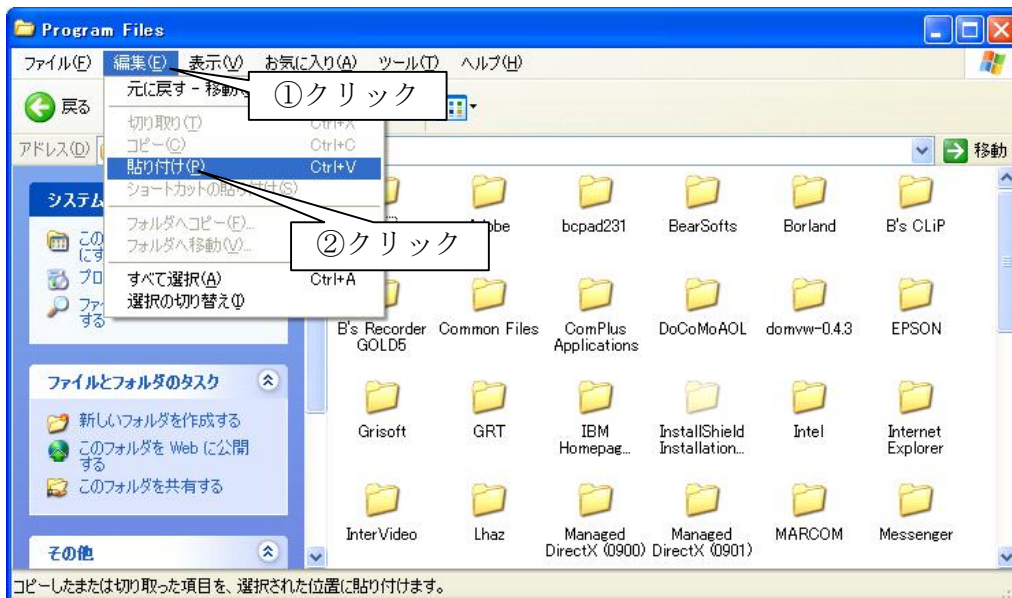 Program Files
ファイル(F) 編集(E) 表示(V) お気に入り(A) ツール(T) ヘルプ(H)
①クリック
戻る
元に戻す - 移動
切り取り(T) Ctrl+X
コピー(C) Ctrl+C
貼り付け(P) Ctrl+V
ショートカットの貼り付け(S)
フォルダへコピー(F)...
フォルダへ移動(V)...
すべて選択(A) Ctrl+A
選択の切り替え(I)
②クリック
アドレス(D) 移動
システム
この
にす
プロ
ファ
する
bcpad231 BearSofts Borland B's CLiP
B's Recorder GOLD5 Common Files ComPlus Applications DoCoMoAOL domvw-0.4.3 EPSON
ファイルとフォルダのタスク
新しいフォルダを作成する
このフォルダを Web に公開
する
このフォルダを共有する
Grisoft GRT IBM Homepag... InstallShield Installation... Intel Internet Explorer
InterVideo Lhaz Managed DirectX (0900) Managed DirectX (0901) MARCOM Messenger
その他
コピーしたまたは切り取った項目を、選択された位置に貼り付けます。